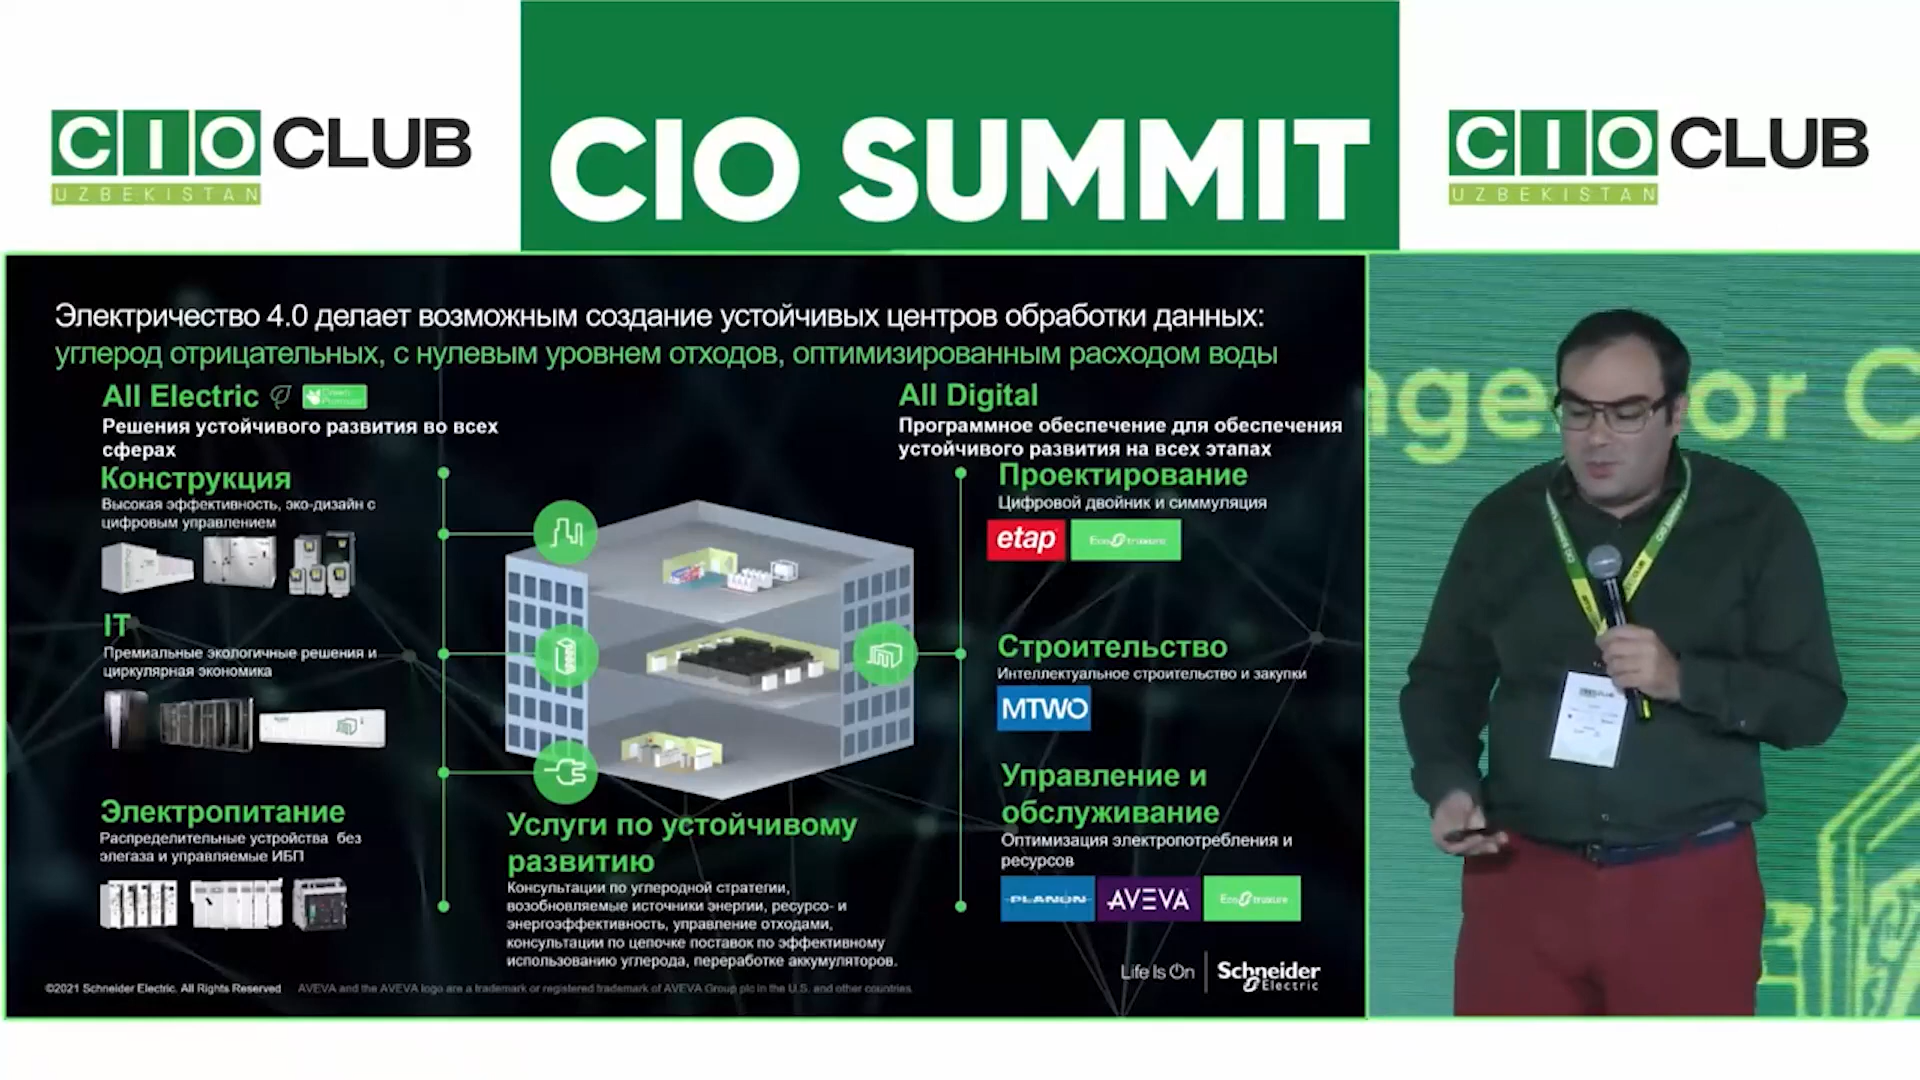 CIO CLUB
UZBEKISTAN
CIO SUMMIT
CIO CLUB
UZBEKISTAN
Электричество 4.0 делает возможным создание устойчивых центров обработки данных:
углерод отрицательных, с нулевым уровнем отходов, оптимизированным расходом воды
All Electric
Решения устойчивого развития во всех
сферах
Конструкция
Высокая эффективность, эко-дизайн с
цифровым управлением
IT
Премиальные экологичные решения и
циркулярная экономика
Электропитание
Распределительные устройства без
элегаза и управляемые ИБП
Услуги по устойчивому
развитию
Консультации по углеродной стратегии,
возобновляемые источники энергии, ресурсо- и
энергоэффективность, управление отходами,
консультации по цепочке поставок по эффективному
использованию углерода, переработке аккумуляторов.
All Digital
Программное обеспечение для обеспечения
устойчивого развития на всех этапах
Проектирование
Цифровой двойник и симмуляция
etap
EcoStruxure
Строительство
Интеллектуальное строительство и закупки
MTWO
Управление и
обслуживание
Оптимизация электропотребления и
ресурсов
PLANON
AVEVA
EcoStruxure
Life Is On
Schneider
Electric
©2021 Schneider Electric. All Rights Reserved
AVEVA and the AVEVA logo are a trademark or registered trademark of AVEVA Group plc in the U.S. and other countries.
nges for C